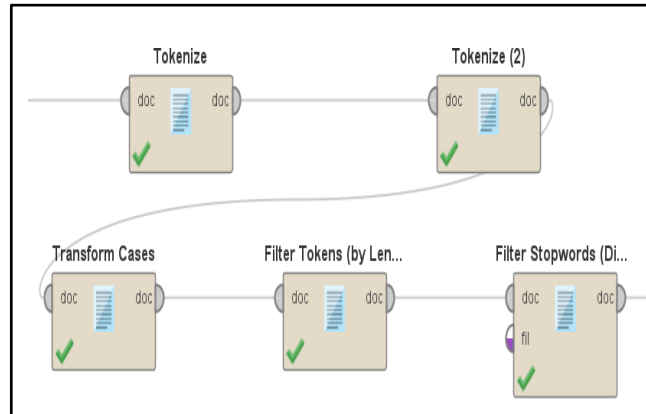 Tokenize
doc doc
Tokenize (2)
doc doc
Transform Cases
doc doc
Filter Tokens (by Len...
doc doc
Filter Stopwords (Di...
doc doc
fil